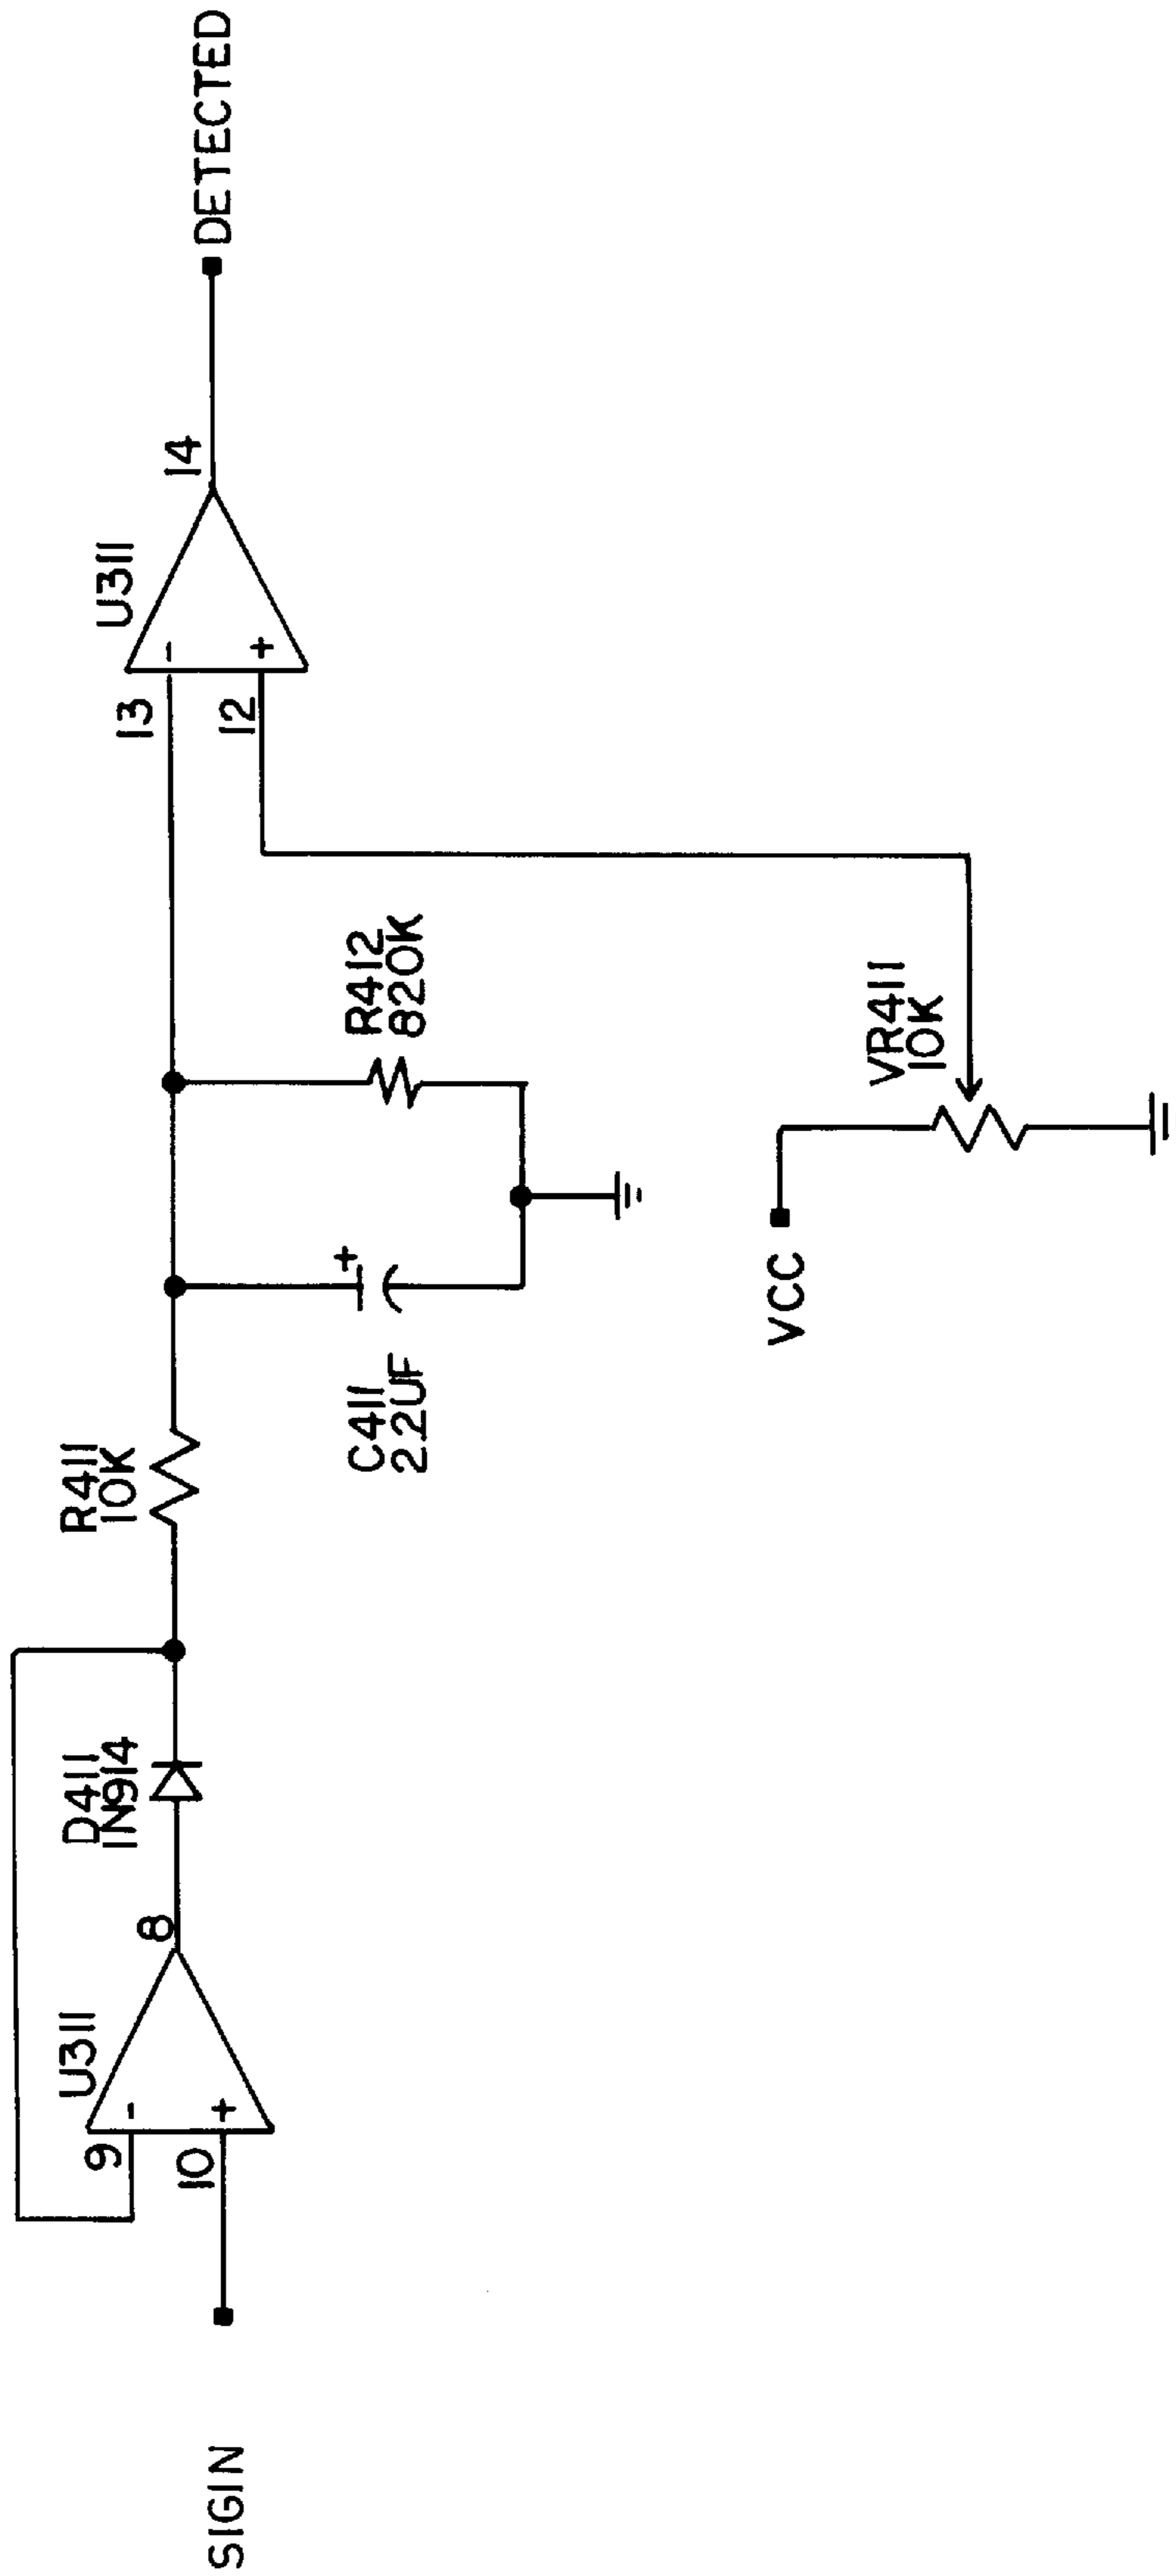 SIGIN
9
10
-
+
U311
8
D411
1N914
R411
10K
C411
2.2UF
+
R412
820K
VCC
VR411
10K
13
12
-
+
U311
14
DETECTED